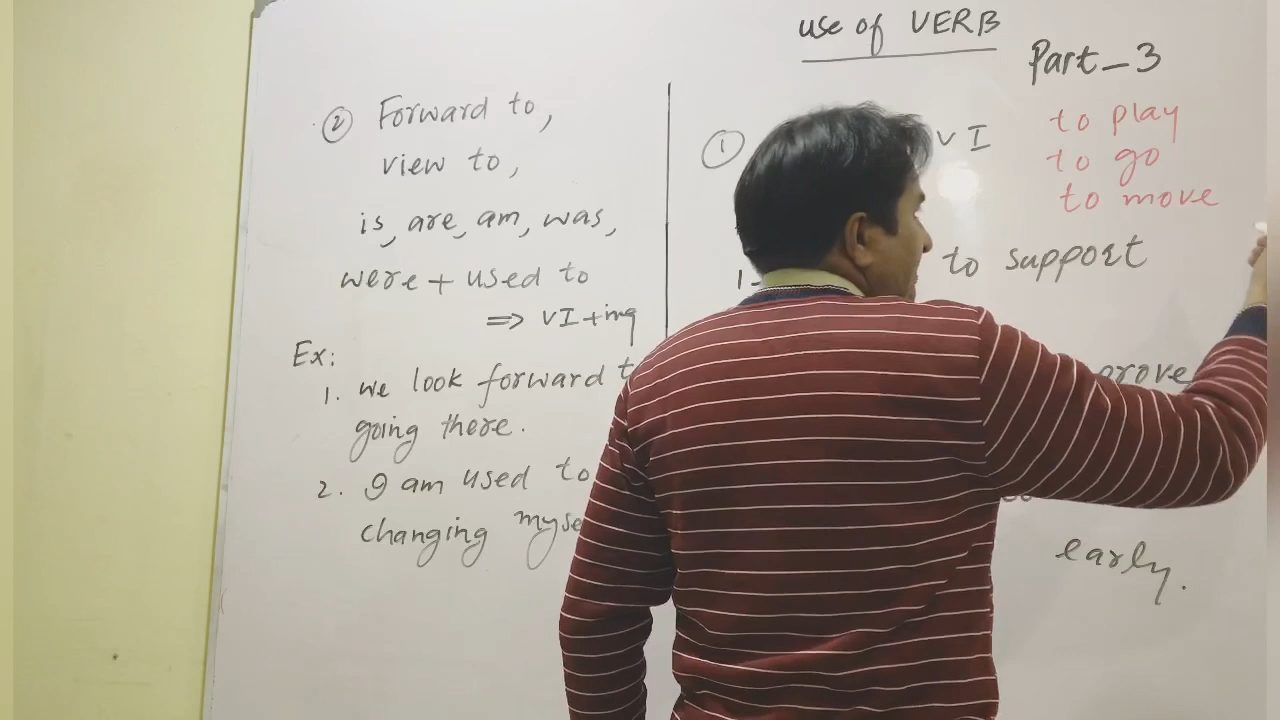 use of VERB
Part-3
② Forward to,
view to,
is, are, am, was,
were + used to
⇒ VI+ing
Ex:
1. we look forward t
going there.
2. I am used to
changing myse
①
VI
to play
to go
to move
1-
to support
prove
early.